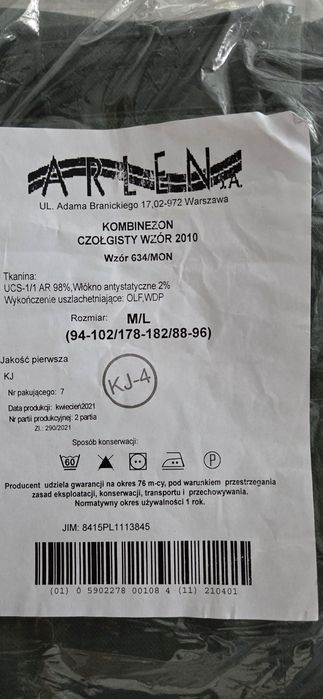 ARLEN S.A.
UL. Adama Branickiego 17,02-972 Warszawa
KOMBINEZON
CZOŁGISTY WZÓR 2010
Wzór 634/MON
Tkanina:
UCS-1/1 AR 98%,Włókno antystatyczne 2%
Wykończenie uszlachetniające: OLF,WDP
Rozmiar: M/L
(94-102/178-182/88-96)
Jakość pierwsza
KJ
KJ-4
Nr pakującego: 7
Data produkcji: kwiecień2021
Nr partii produkcyjnej: 2 partia
Zl.: 290/2021
Sposób konserwacji:
60 P
Producent udziela gwarancji na okres 76 m-cy, pod warunkiem przestrzegania
zasad eksploatacji, konserwacji, transportu i przechowywania.
Normatywny okres używalności 1 rok.
JIM: 8415PL1113845
(01) 0 5902278 00108 4 (11) 210401